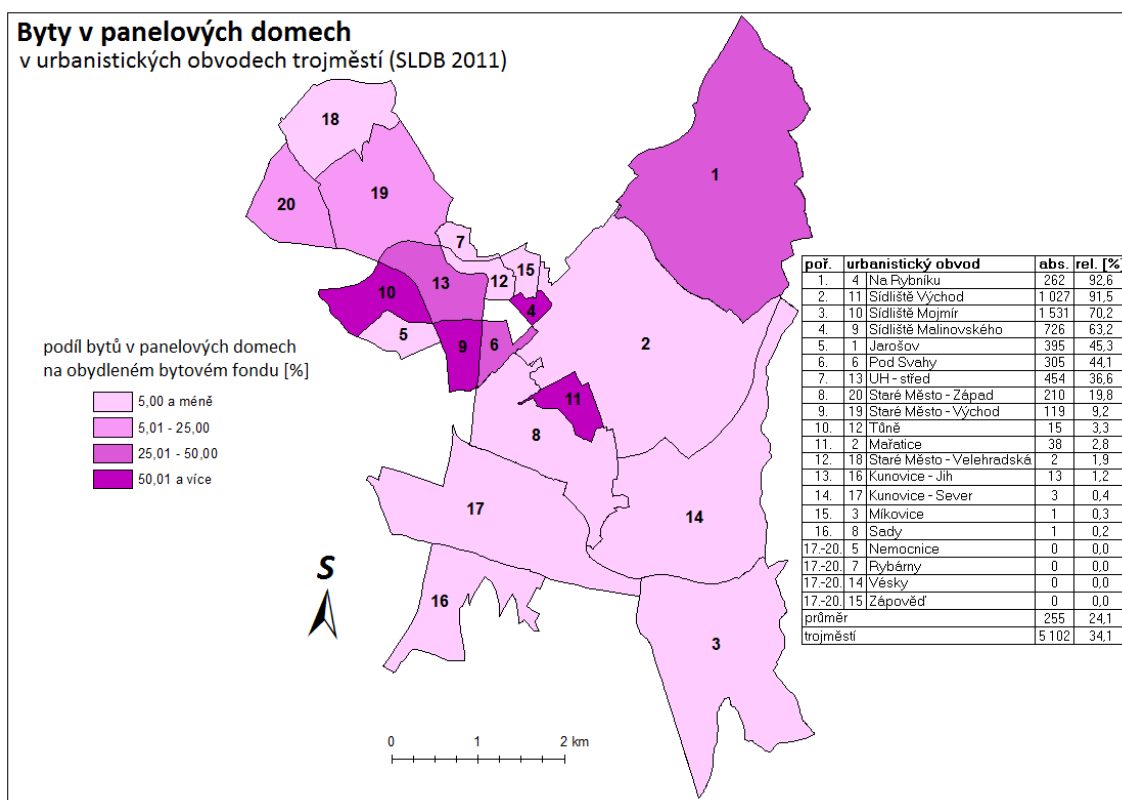 Byty v panelových domech
v urbanistických obvodech trojměstí (SLDB 2011)
18
1
19
20
7
15
12
13
10
4
5
9
6
2
11
8
17
14
16
3
podíl bytů v panelových domech
na obydleném bytovém fondu [%]
5,00 a méně
5,01 - 25,00
25,01 - 50,00
50,01 a více
S
0 1 2 km
poř. urbanistický obvod abs. rel. [%]
1. 4 Na Rybníku 262 92,6
2. 11 Sídliště Východ 1 027 91,5
3. 10 Sídliště Mojmír 1 531 70,2
4. 9 Sídliště Malinovského 726 63,2
5. 1 Jarošov 395 45,3
6. 6 Pod Svahy 305 44,1
7. 13 UH - střed 454 36,6
8. 20 Staré Město - Západ 210 19,8
9. 19 Staré Město - Východ 119 9,2
10. 12 Tůně 15 3,3
11. 2 Mařatice 38 2,8
12. 18 Staré Město - Velehradská 2 1,9
13. 16 Kunovice - Jih 13 1,2
14. 17 Kunovice - Sever 3 0,4
15. 3 Míkovice 1 0,3
16. 8 Sady 1 0,2
17.-20. 5 Nemocnice 0 0,0
17.-20. 7 Rybárny 0 0,0
17.-20. 14 Vésky 0 0,0
17.-20. 15 Zápověď 0 0,0
průměr 255 24,1
trojměstí 5 102 34,1